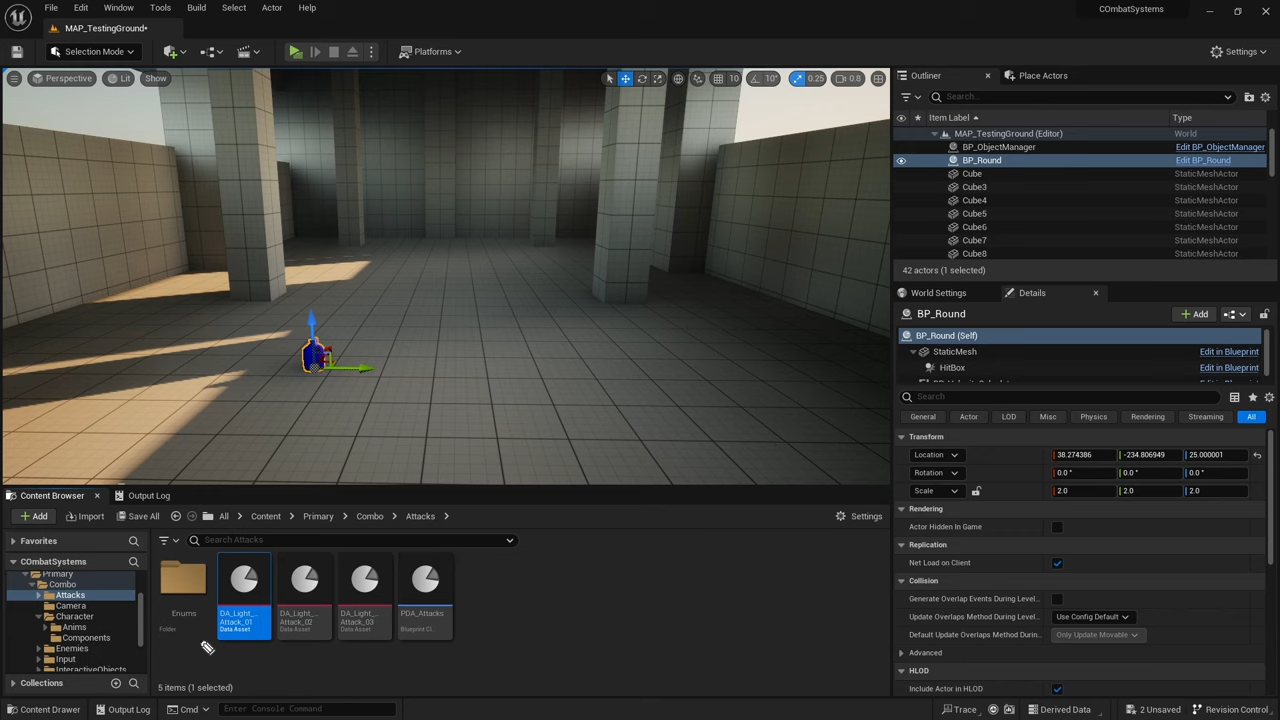 File Edit Window Tools Build Select Actor Help
COmbatSystems
MAP_TestingGround*
Selection Mode
Platforms
Settings
Perspective Lit Show
10 10° 0.25 0.8
Outliner Place Actors
Search...
Item Label Type
MAP_TestingGround (Editor) World
BP_ObjectManager Edit BP_ObjectManager
BP_Round Edit BP_Round
Cube StaticMeshActor
Cube3 StaticMeshActor
Cube4 StaticMeshActor
Cube5 StaticMeshActor
Cube6 StaticMeshActor
Cube7 StaticMeshActor
Cube8 StaticMeshActor
42 actors (1 selected)
World Settings Details
BP_Round
Add
BP_Round (Self)
StaticMesh Edit in Blueprint
HitBox Edit in Blueprint
Search
General Actor LOD Misc Physics Rendering Streaming All
Transform
Location 38.274386 -234.806949 25.000001
Rotation 0.0 ° 0.0 ° 0.0 °
Scale 2.0 2.0 2.0
Rendering
Actor Hidden In Game
Replication
Net Load on Client
Collision
Generate Overlap Events During Level...
Update Overlaps Method During... Use Config Default
Default Update Overlaps Method Durin... Only Update Movable
Advanced
HLOD
Include Actor in HLOD
Content Browser Output Log
Add Import Save All All Content Primary Combo Attacks Settings
Favorites
Search Attacks
COmbatSystems
Primary
Combo
Attacks
Camera
Character
Anims
Components
Enemies
Input
InteractiveObjects
Collections
Enums
Folder
DA_Light_...
Attack_01
Data Asset
DA_Light_...
Attack_02
Data Asset
DA_Light_...
Attack_03
Data Asset
PDA_Attacks
Blueprint Cl...
5 items (1 selected)
Content Drawer Output Log Cmd Enter Console Command
Trace Derived Data 2 Unsaved Revision Control